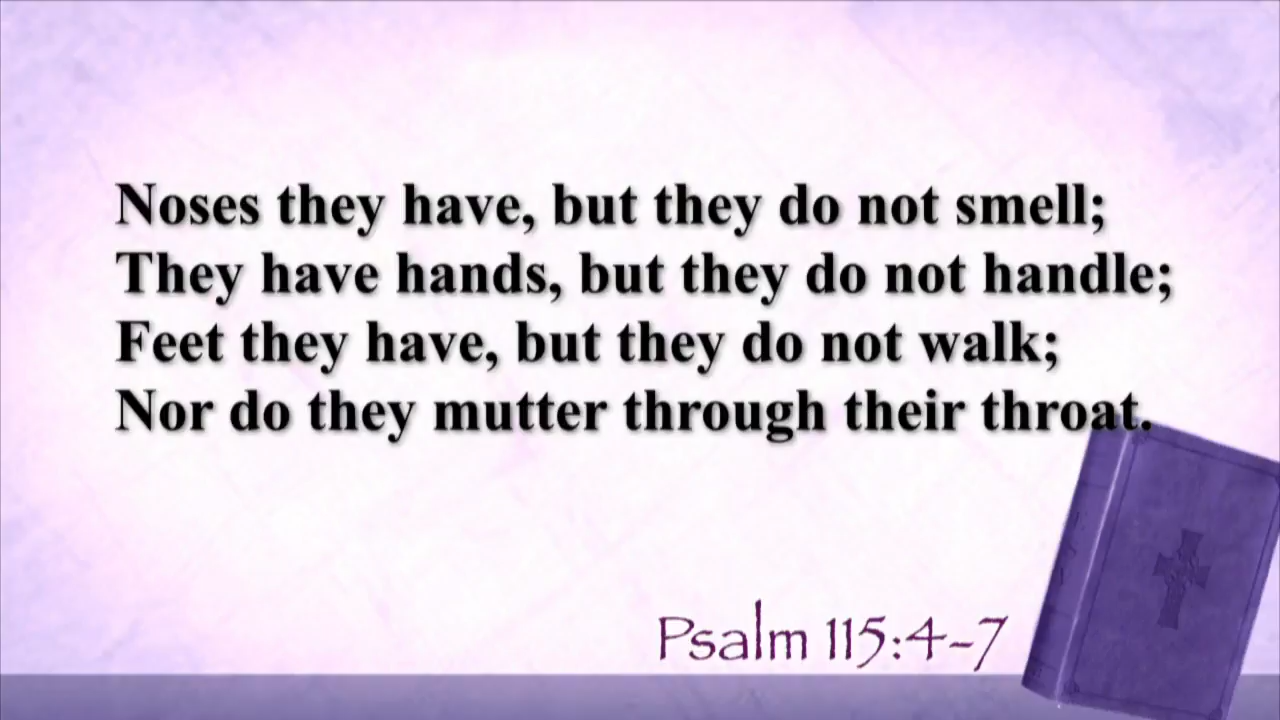 Noses they have, but they do not smell;
They have hands, but they do not handle;
Feet they have, but they do not walk;
Nor do they mutter through their throat.
Psalm 115:4-7